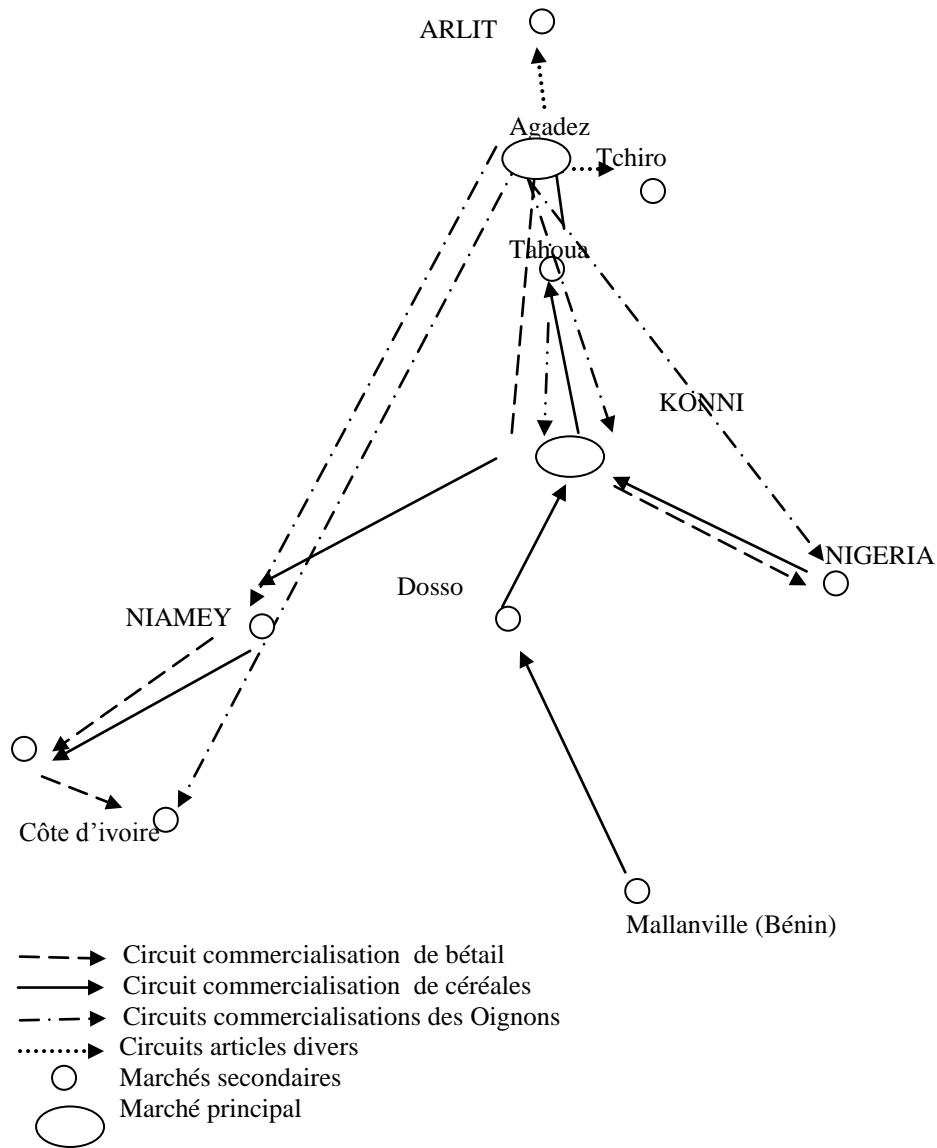 ARLIT
Agadez
Tchiro
Tahoua
KONNI
NIGERIA
Dosso
NIAMEY
Côte d'ivoire
Mallanville (Bénin)
Circuit commercialisation de bétail
Circuit commercialisation de céréales
Circuits commercialisations des Oignons
Circuits articles divers
Marchés secondaires
Marché principal